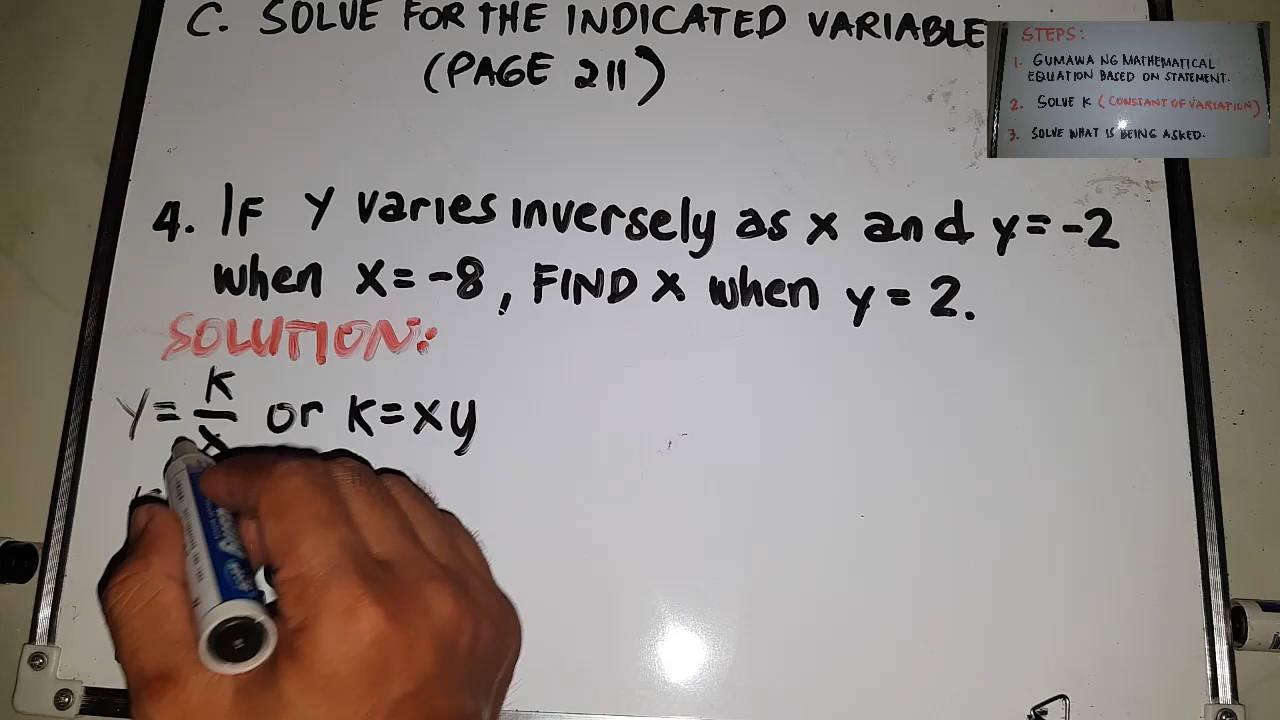 C. SOLVE FOR THE INDICATED VARIABLE
(PAGE 211)
STEPS:
1. GUMAWA NG MATHEMATICAL
EQUATION BASED ON STATEMENT.
2. SOLVE K (CONSTANT OF VARIATION)
3. SOLVE WHAT IS BEING ASKED.
4. IF Y varies inversely as x and y=-2
when x=-8, FIND x when y=2.
SOLUTION:
y=K/x or K=xy